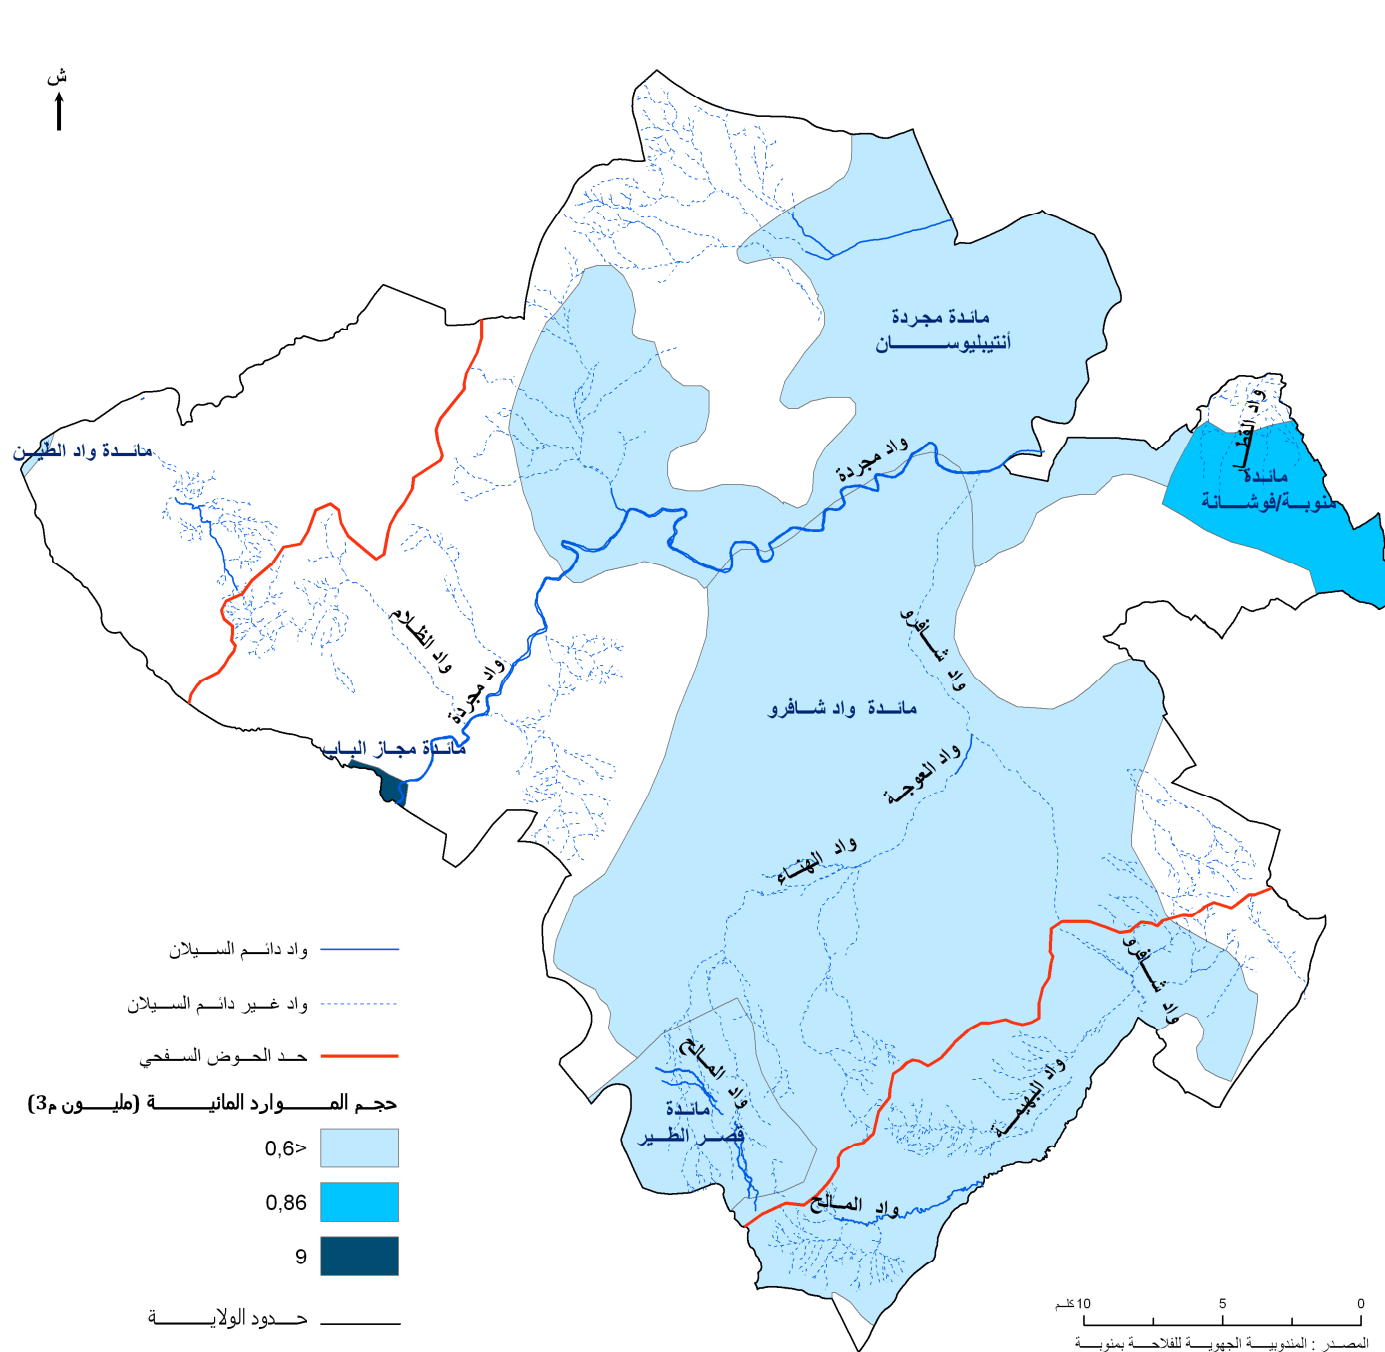 ش
مائدة مجردة
أنتيبليوسان
واد القطار
مائدة
منوبة/فوشانة
واد مجردة
مائدة واد الطين
واد الظلام
واد مجردة
واد شافرو
مائدة واد شافرو
مائدة مجاز الباب
واد العوجة
واد الهناء
واد شافرو
واد المالح
واد البهيمة
مائدة
قصر الطير
واد المالح
واد دائم السيلان
واد غير دائم السيلان
حد الحوض السفحي
حجم الموارد المائية (مليون م3)
0,6>
0,86
9
حدود الولاية
10كلم 5 0
المصدر : المندوبية الجهوية للفلاحة بمنوبة